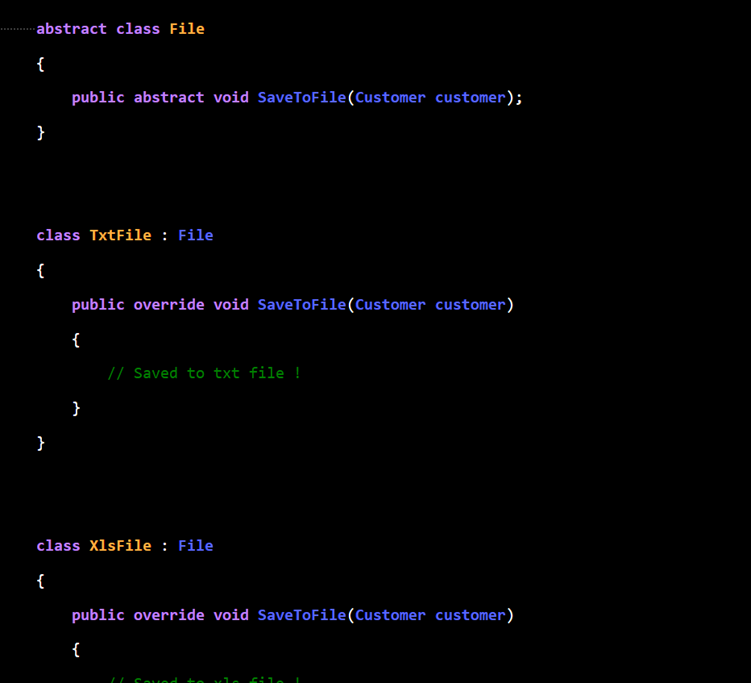 abstract class File
{
public abstract void SaveToFile(Customer customer);
}
class TxtFile : File
{
public override void SaveToFile(Customer customer)
{
// Saved to txt file !
}
}
class XlsFile : File
{
public override void SaveToFile(Customer customer)
{
// Saved to xls file !